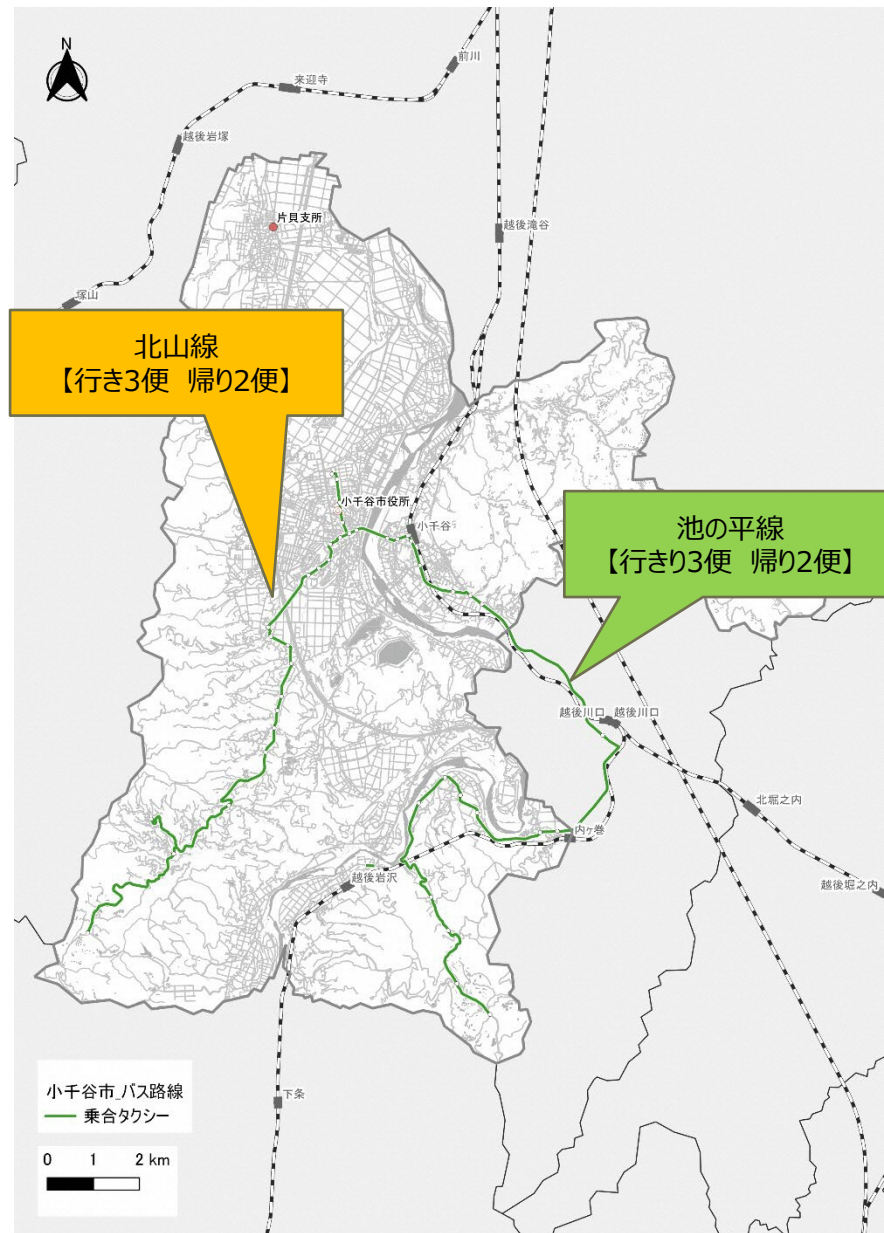 N
前川
来迎寺
越後岩塚
片貝支所
越後滝谷
塚山
北山線
【行き3便 帰り2便】
小千谷市役所
小千谷
池の平線
【行きり3便 帰り2便】
越後川口 越後川口
北堀之内
内ヶ巻
越後岩沢
越後堀之内
小千谷市_バス路線
乗合タクシー
下条
0 1 2 km